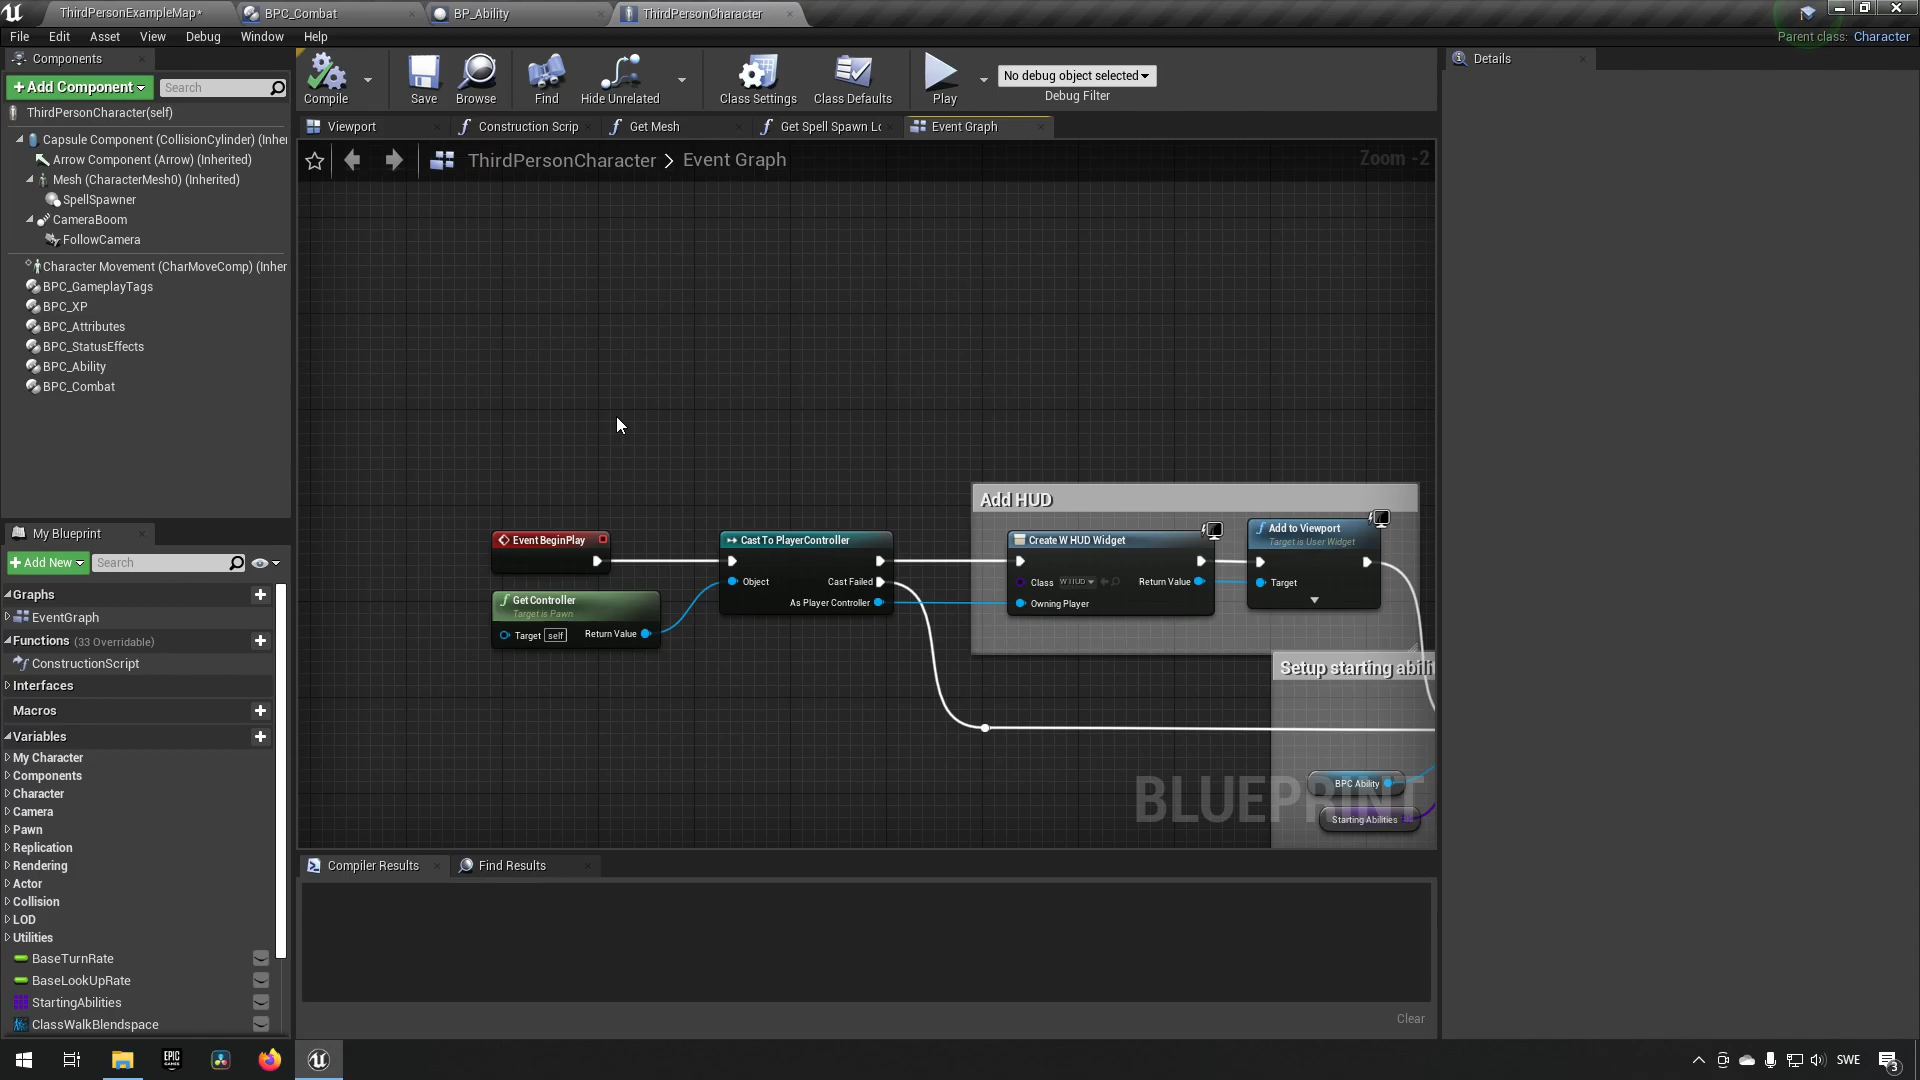 ThirdPersonExampleMap*
BPC_Combat
BP_Ability
ThirdPersonCharacter
File
Edit
Asset
View
Debug
Window
Help
Parent class: Character
Components
+Add Component
Search
ThirdPersonCharacter(self)
Capsule Component (CollisionCylinder) (Inher
Arrow Component (Arrow) (Inherited)
Mesh (CharacterMesh0) (Inherited)
SpellSpawner
CameraBoom
FollowCamera
Character Movement (CharMoveComp) (Inher
BPC_GameplayTags
BPC_XP
BPC_Attributes
BPC_StatusEffects
BPC_Ability
BPC_Combat
Compile
Save
Browse
Find
Hide Unrelated
Class Settings
Class Defaults
Play
No debug object selected
Debug Filter
Details
Viewport
Construction Scrip
Get Mesh
Get Spell Spawn Lo
Event Graph
ThirdPersonCharacter > Event Graph
Zoom -2
Event BeginPlay
Get Controller
Target is Pawn
Target self
Return Value
Cast To PlayerController
Object
Cast Failed
As Player Controller
Add HUD
Create W HUD Widget
Class W HUD
Return Value
Owning Player
Add to Viewport
Target is User Widget
Target
Setup starting abili
BPC Ability
Starting Abilities
BLUEPRINT
My Blueprint
+Add New
Search
Graphs
EventGraph
Functions (33 Overridable)
ConstructionScript
Interfaces
Macros
Variables
My Character
Components
Character
Camera
Pawn
Replication
Rendering
Actor
Collision
LOD
Utilities
BaseTurnRate
BaseLookUpRate
StartingAbilities
ClassWalkBlendspace
Compiler Results
Find Results
Clear
EPIC
GAMES
SWE
3